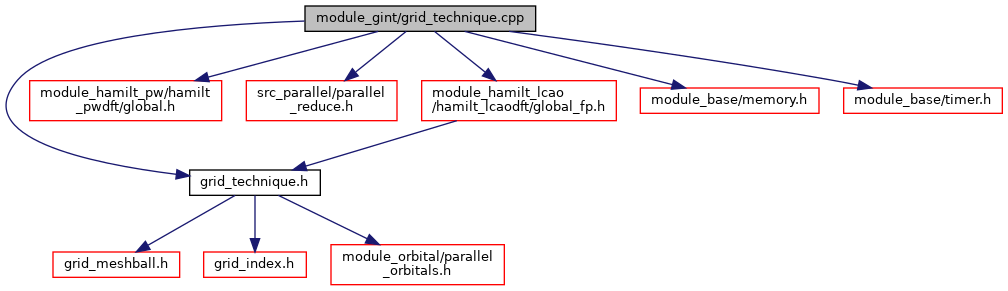 module_gint/grid_technique.cpp
module_hamilt_pw/hamilt
_pwdft/global.h
src_parallel/parallel
_reduce.h
module_hamilt_lcao
/hamilt_lcaodft/global_fp.h
module_base/memory.h
module_base/timer.h
grid_technique.h
grid_meshball.h
grid_index.h
module_orbital/parallel
_orbitals.h